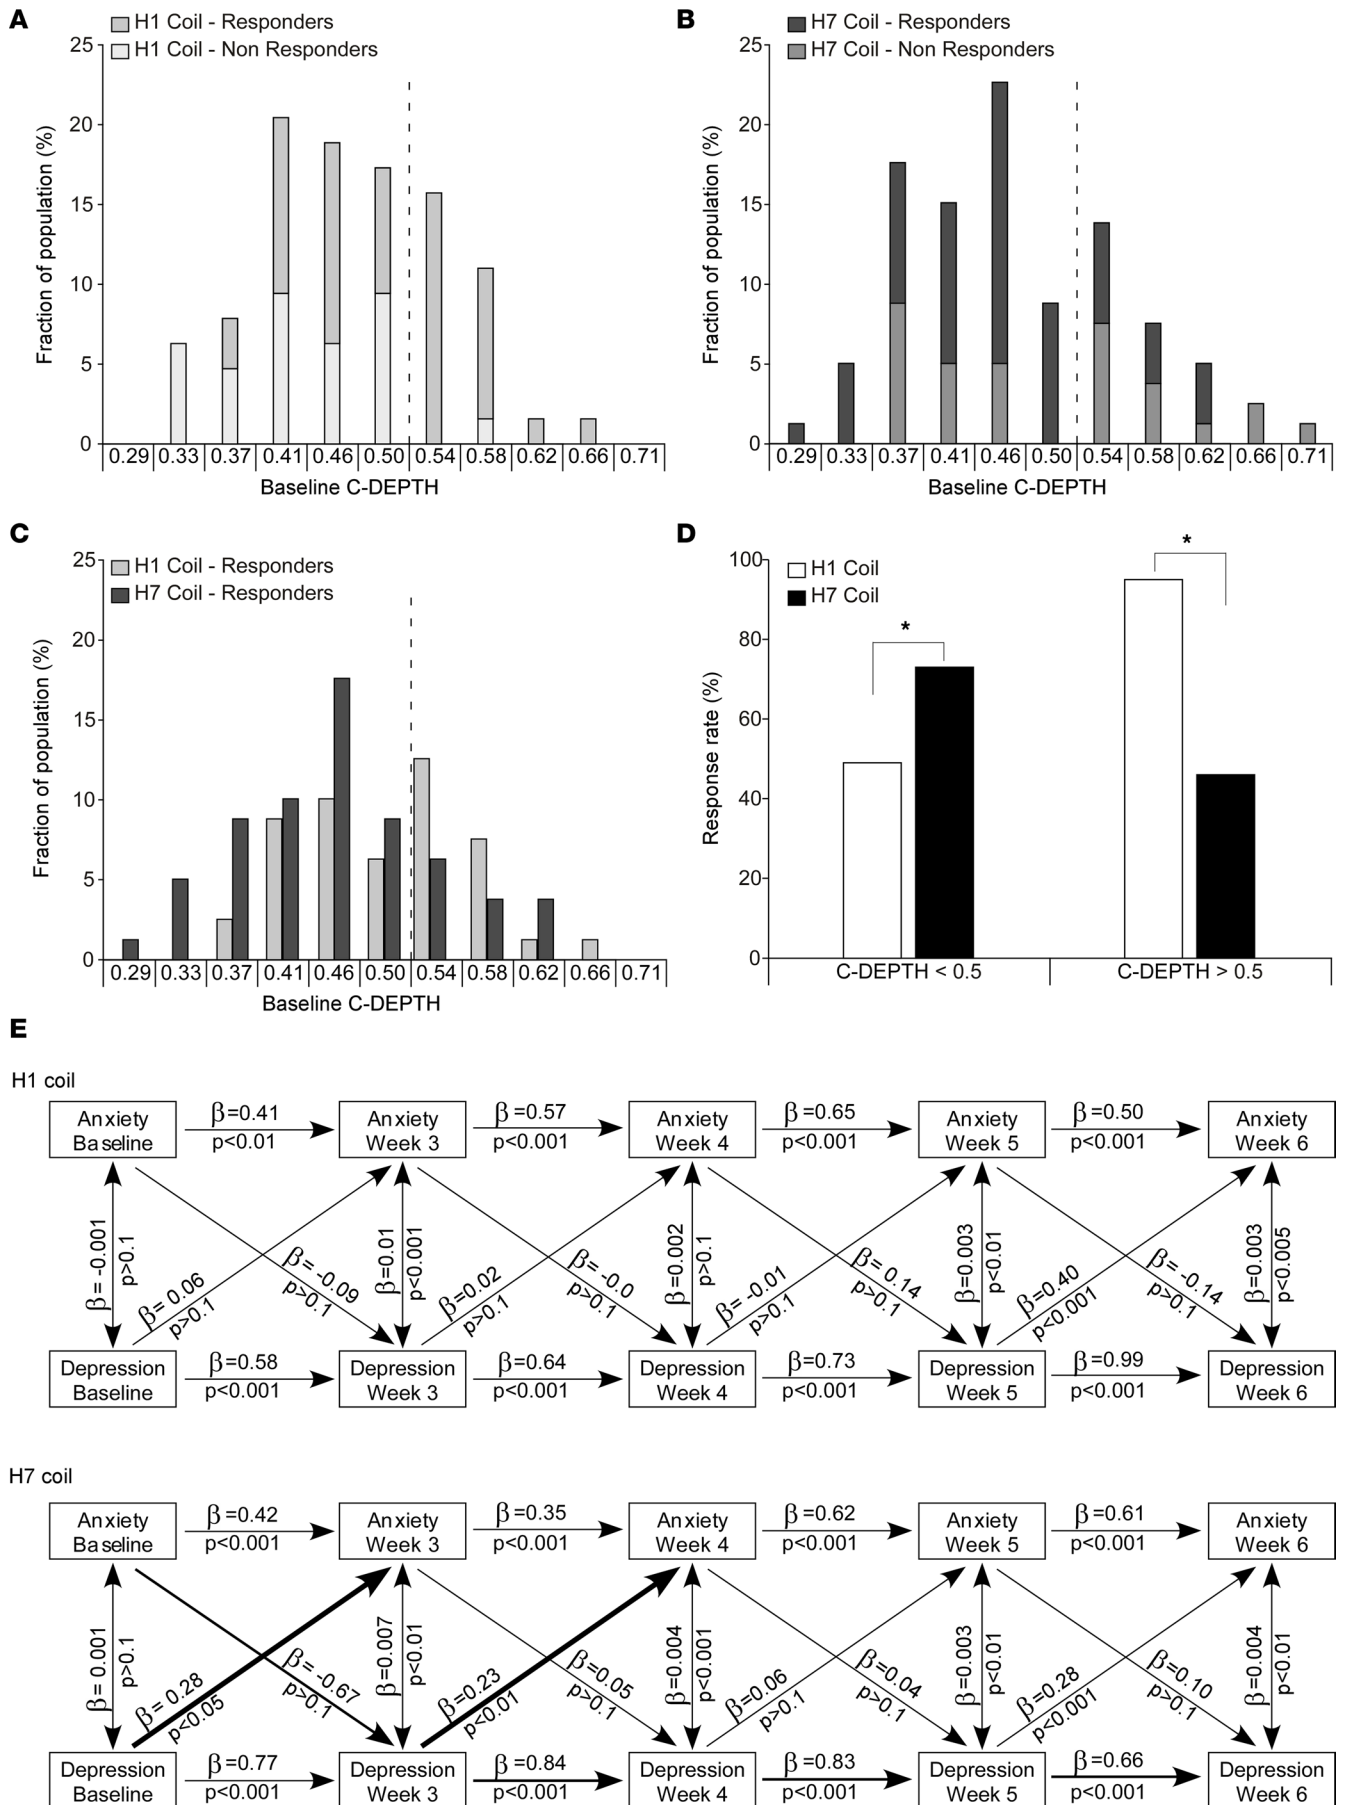 A
H1 Coil - Responders
H1 Coil - Non Responders
25
20
15
10
5
0
Fraction of population (%)
0.29 0.33 0.37 0.41 0.46 0.50 0.54 0.58 0.62 0.66 0.71
Baseline C-DEPTH
B
H7 Coil - Responders
H7 Coil - Non Responders
25
20
15
10
5
0
Fraction of population (%)
0.29 0.33 0.37 0.41 0.46 0.50 0.54 0.58 0.62 0.66 0.71
Baseline C-DEPTH
C
H1 Coil - Responders
H7 Coil - Responders
25
20
15
10
5
0
Fraction of population (%)
0.29 0.33 0.37 0.41 0.46 0.50 0.54 0.58 0.62 0.66 0.71
Baseline C-DEPTH
D
H1 Coil
H7 Coil
100
80
60
40
20
0
Response rate (%)
*
*
C-DEPTH < 0.5
C-DEPTH > 0.5
E
H1 coil
Anxiety
Baseline
β=0.41
p<0.01
Anxiety
Week 3
β=0.57
p<0.001
Anxiety
Week 4
β=0.65
p<0.001
Anxiety
Week 5
β=0.50
p<0.001
Anxiety
Week 6
β= -0.001
p>0.1
β= 0.06
p>0.1
β= -0.09
p>0.1
β=0.01
p<0.001
β=0.02
p>0.1
β= -0.0
p>0.1
β=0.002
p>0.1
β= -0.01
p>0.1
β= 0.14
p>0.1
β=0.003
p<0.01
β=0.40
p<0.001
β= -0.14
p>0.1
β=0.003
p<0.005
Depression
Baseline
β=0.58
p<0.001
Depression
Week 3
β=0.64
p<0.001
Depression
Week 4
β=0.73
p<0.001
Depression
Week 5
β=0.99
p<0.001
Depression
Week 6
H7 coil
Anxiety
Baseline
β=0.42
p<0.001
Anxiety
Week 3
β=0.35
p<0.001
Anxiety
Week 4
β=0.62
p<0.001
Anxiety
Week 5
β=0.61
p<0.001
Anxiety
Week 6
β= 0.001
p>0.1
β= 0.28
p<0.05
β= -0.67
p>0.1
β=0.007
p<0.01
β=0.23
p<0.01
β=0.05
p>0.1
β=0.004
p<0.001
β=0.06
p>0.1
β=0.04
p>0.1
β=0.003
p<0.01
β=0.28
p<0.001
β=0.10
p>0.1
β=0.004
p<0.01
Depression
Baseline
β=0.77
p<0.001
Depression
Week 3
β=0.84
p<0.001
Depression
Week 4
β=0.83
p<0.001
Depression
Week 5
β=0.66
p<0.001
Depression
Week 6